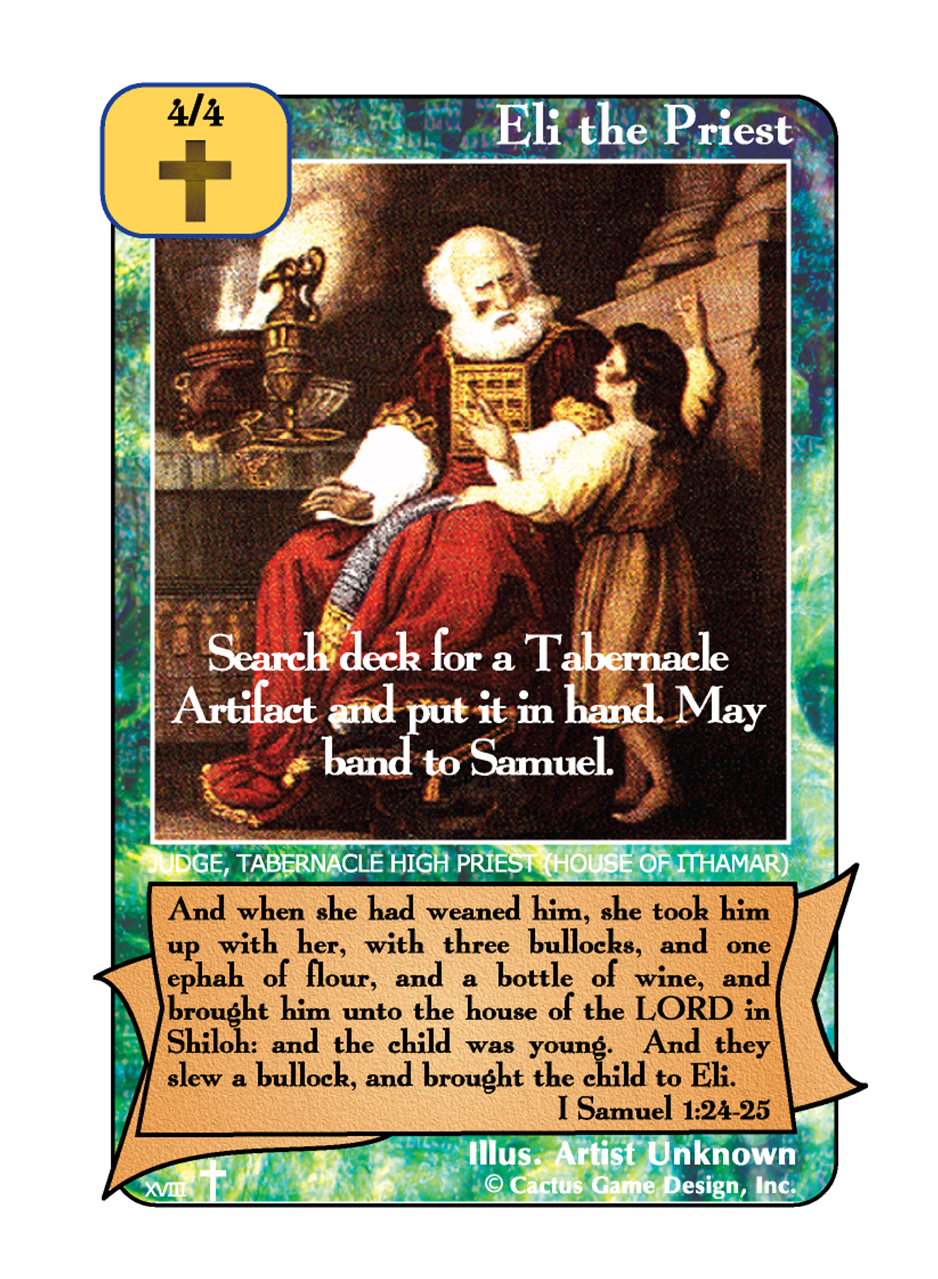 4/4
Eli the Priest
Search deck for a Tabernacle
Artifact and put it in hand. May
band to Samuel.
JUDGE, TABERNACLE HIGH PRIEST (HOUSE OF ITHAMAR)
And when she had weaned him, she took him
up with her, with three bullocks, and one
ephah of flour, and a bottle of wine, and
brought him unto the house of the LORD in
Shiloh: and the child was young. And they
slew a bullock, and brought the child to Eli.
I Samuel 1:24-25
Illus. Artist Unknown
XVIII
© Cactus Game Design, Inc.